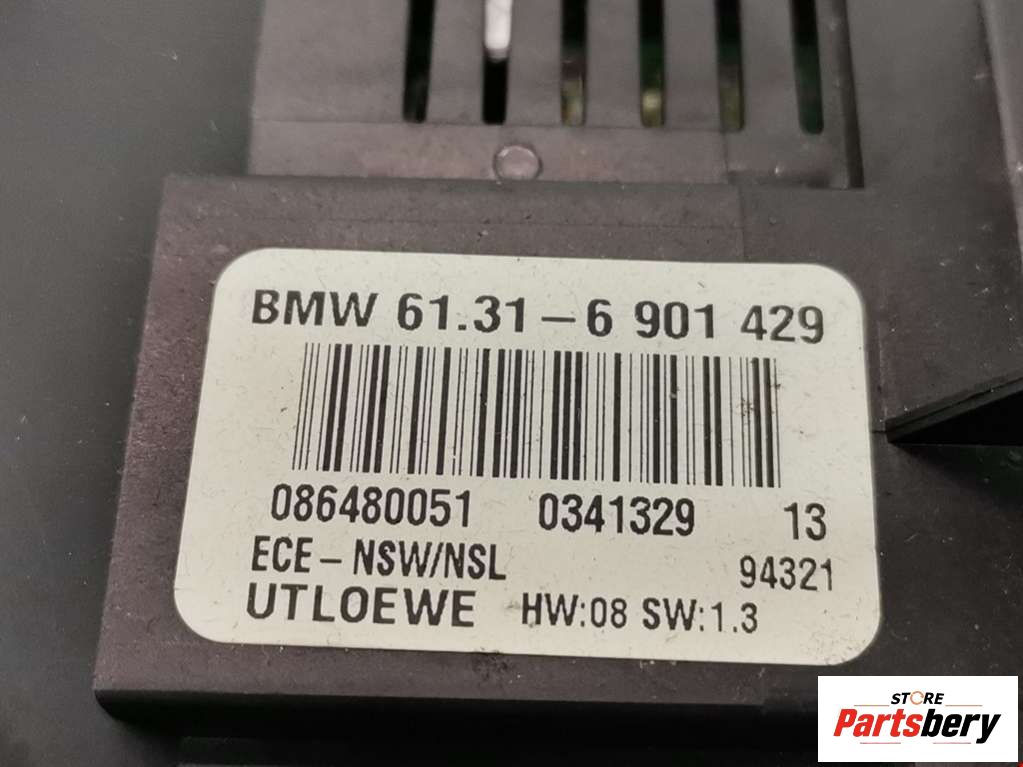 BMW 61.31-6 901 429
086480051 0341329 13
ECE-NSW/NSL 94321
UTLOEWE HW:08 SW:1.3
STORE
Partsbery